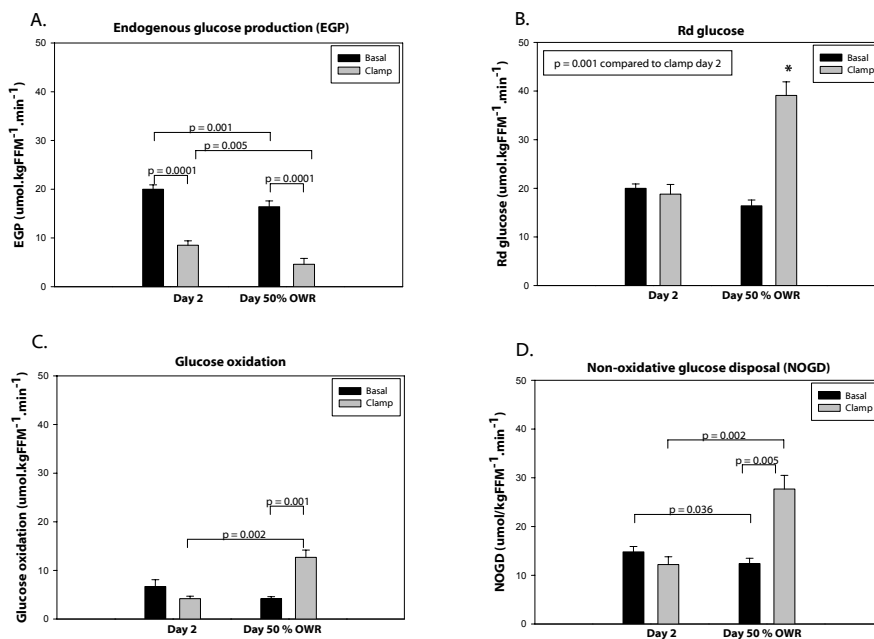 A.
Endogenous glucose production (EGP)
50
40
30
20
10
0
EGP (umol.kgFFM⁻¹.min⁻¹)
Basal
Clamp
p = 0.001
p = 0.005
p = 0.0001
p = 0.0001
Day 2
Day 50% OWR
B.
Rd glucose
50
40
30
20
10
0
Rd glucose (umol.kgFFM⁻¹.min⁻¹)
p = 0.001 compared to clamp day 2
Basal
Clamp
*
Day 2
Day 50 % OWR
C.
Glucose oxidation
50
40
30
20
10
0
Glucose oxidation (umol.kgFFM⁻¹.min⁻¹)
Basal
Clamp
p = 0.001
p = 0.002
Day 2
Day 50 % OWR
D.
Non-oxidative glucose disposal (NOGD)
50
40
30
20
10
0
NOGD (umol/kgFFM⁻¹.min⁻¹)
Basal
Clamp
p = 0.002
p = 0.005
p = 0.036
Day 2
Day 50 % OWR